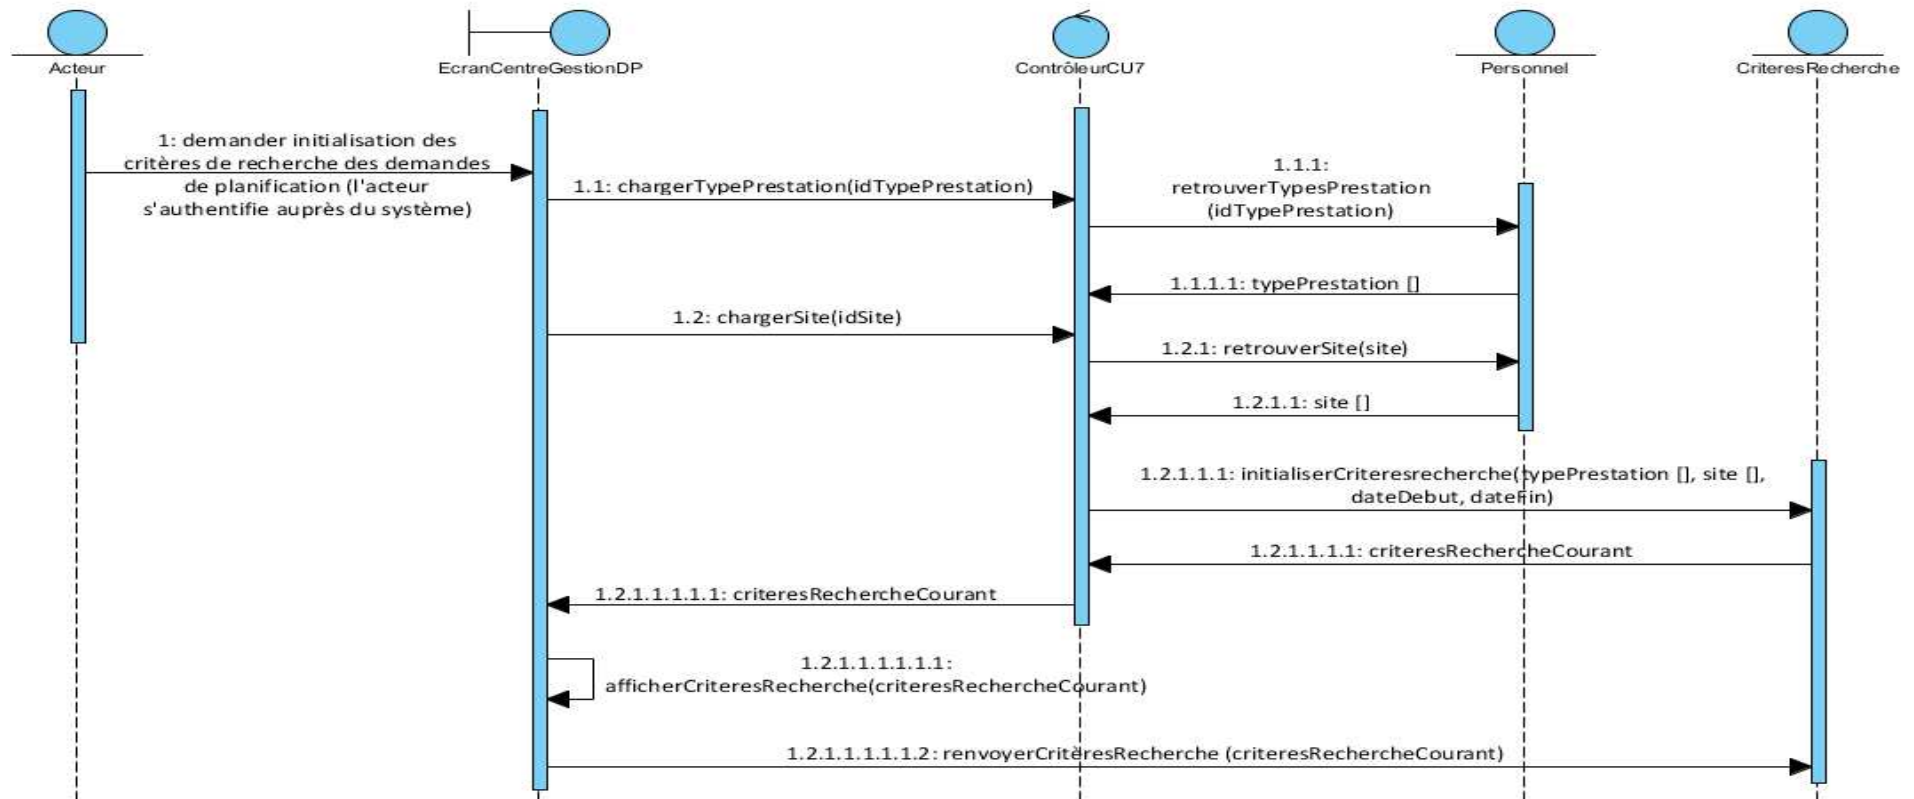 Acteur
EcranCentreGestionDP
ContrôleurCU7
Personnel
CriteresRecherche
1: demander initialisation des
critères de recherche des demandes
de planification (l'acteur
s'authentifie auprès du système)
1.1: chargerTypePrestation(idTypePrestation)
1.1.1:
retrouverTypesPrestation
(idTypePrestation)
1.1.1.1: typePrestation []
1.2: chargerSite(idSite)
1.2.1: retrouverSite(site)
1.2.1.1: site []
1.2.1.1.1: initialiserCriteresrecherche(typePrestation [], site [],
dateDebut, dateFin)
1.2.1.1.1.1: criteresRechercheCourant
1.2.1.1.1.1.1: criteresRechercheCourant
1.2.1.1.1.1.1.1:
afficherCriteresRecherche(criteresRechercheCourant)
1.2.1.1.1.1.1.2: renvoyerCritèresRecherche (criteresRechercheCourant)